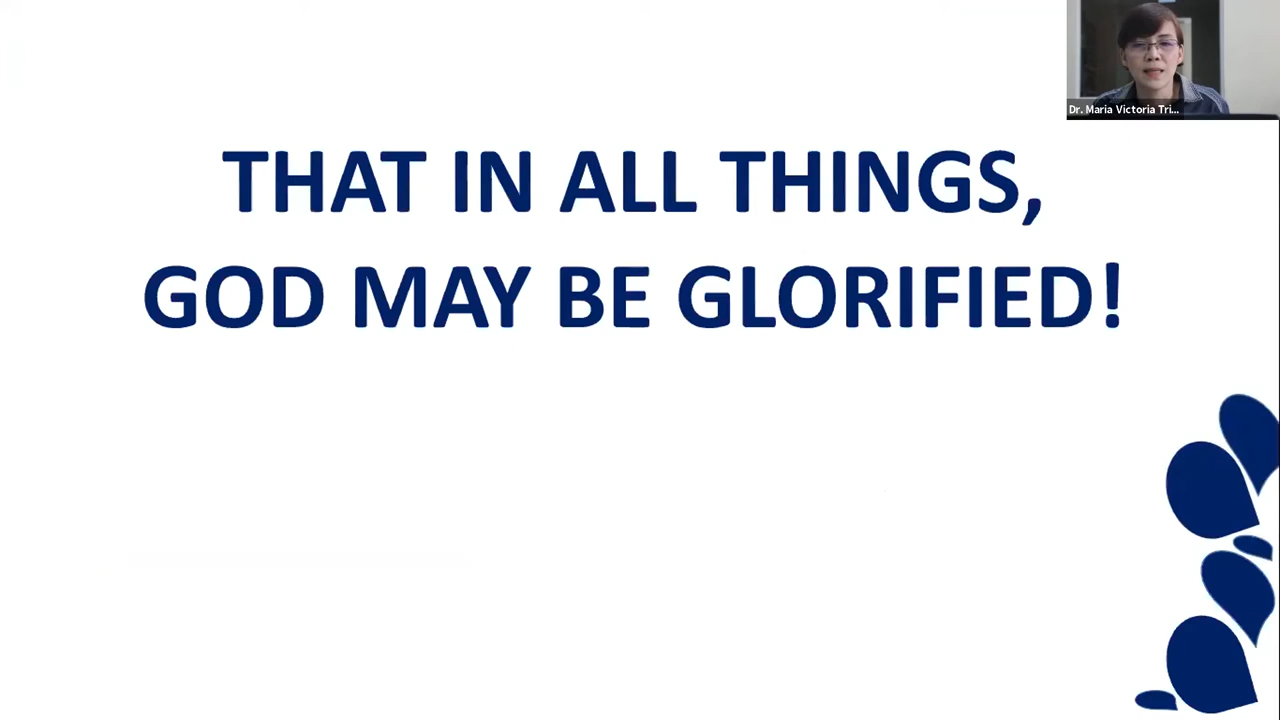 Dr. Maria Victoria Tri...
THAT IN ALL THINGS,
GOD MAY BE GLORIFIED!